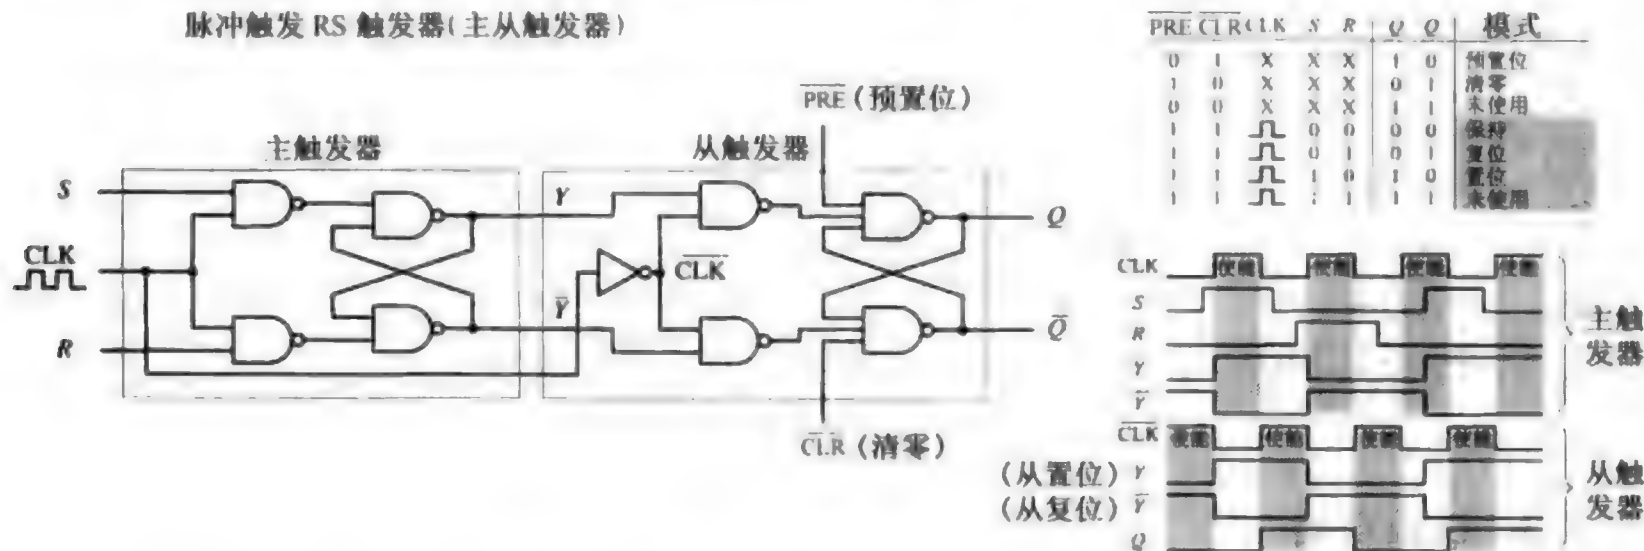 脉冲触发 RS 触发器(主从触发器)
PRE (预置位)
主触发器
从触发器
S
Y
Q
CLK
CLK
Y
Q
R
CLR (清零)
PRE CLR CLK S R Q Q 模式
0 1 X X X 1 0 预置位
1 0 X X X 0 1 清零
0 0 X X X 1 1 未使用
1 1 0 0 0 0 保持
1 1 0 1 0 1 复位
1 1 1 0 1 0 置位
1 1 1 1 1 未使用
CLK 使能 使能 使能 使能
S
R
Y
Y
主触
发器
CLK 使能 使能 使能 使能
(从置位) Y
(从复位) Y
Q
从触
发器